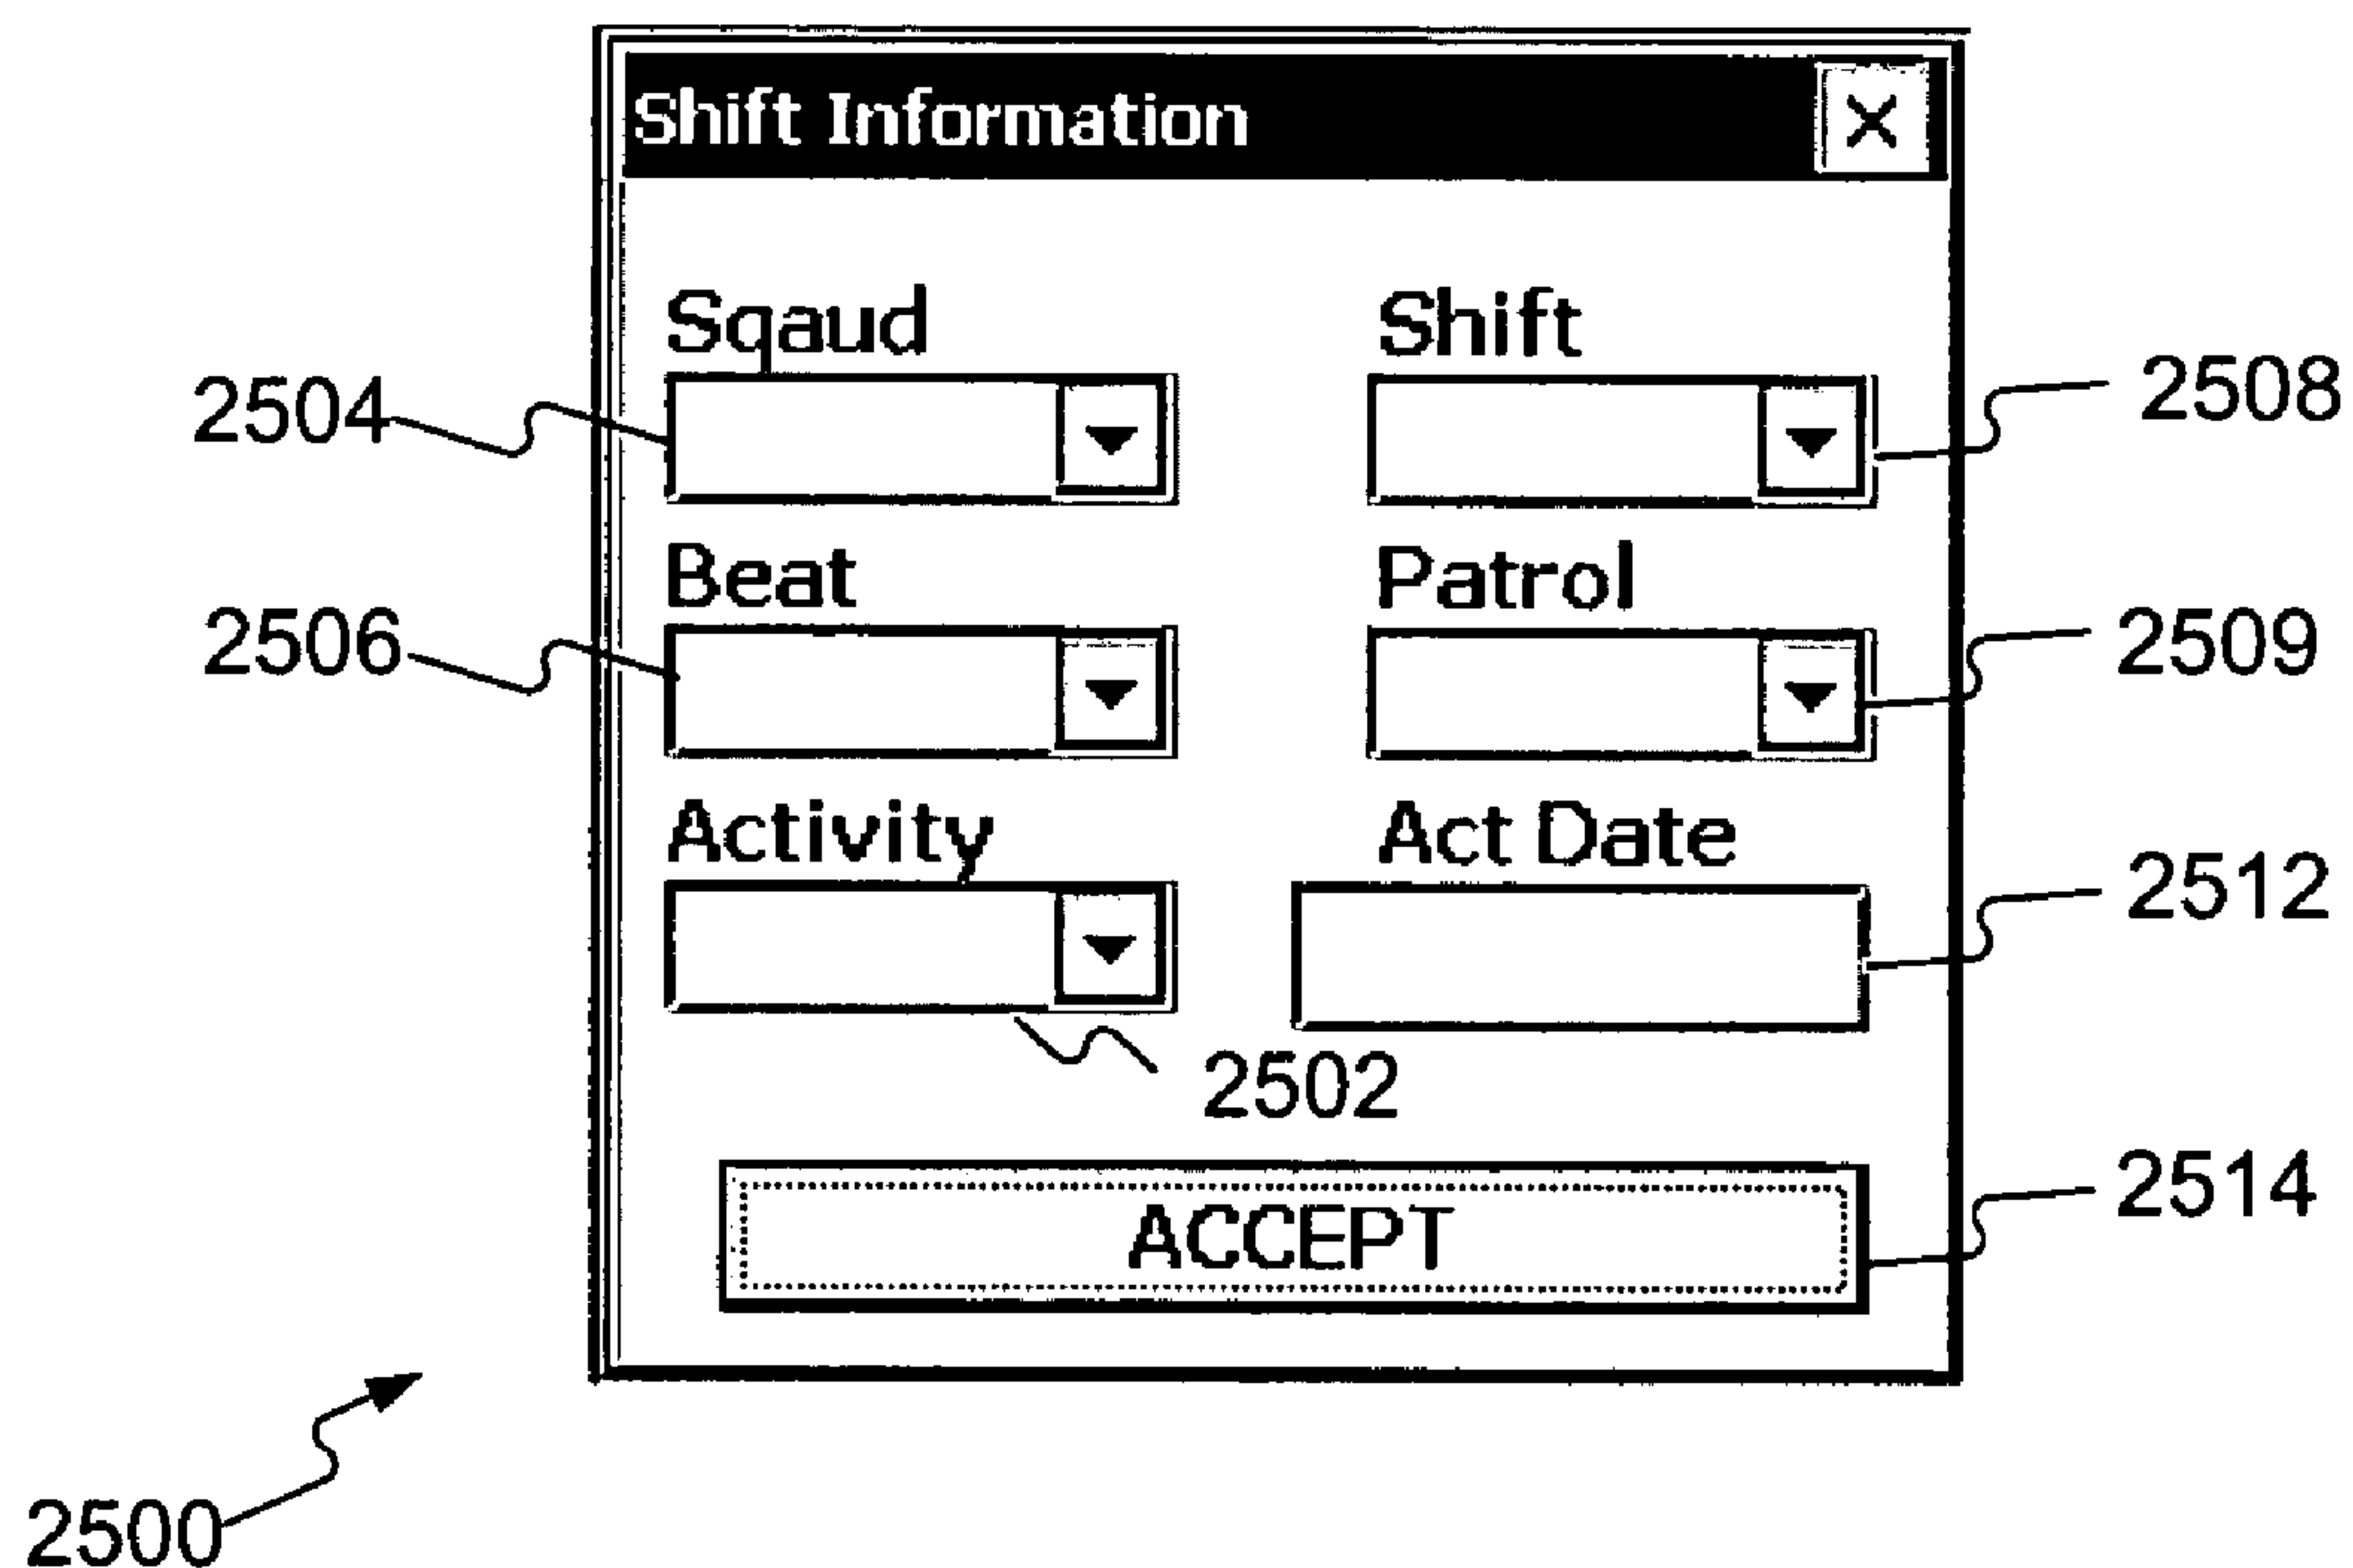 Shift Information X
Sqaud Shift
2504 2508
Beat Patrol
2506 2509
Activity Act Date
2512
2502
ACCEPT 2514
2500